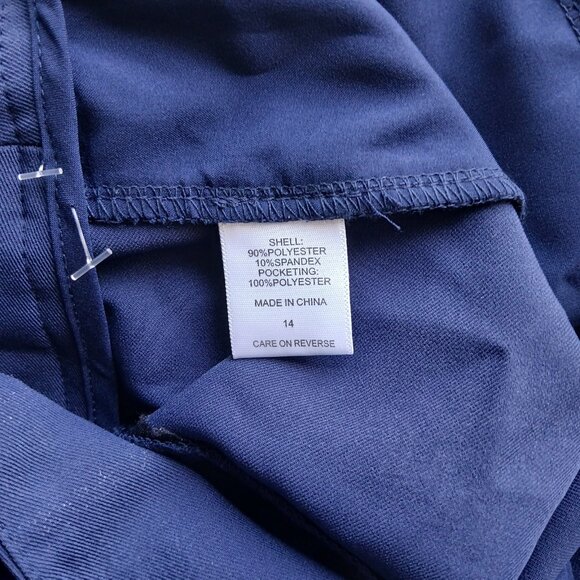 SHELL:
90%POLYESTER
10%SPANDEX
POCKETING:
100%POLYESTER
MADE IN CHINA
14
CARE ON REVERSE